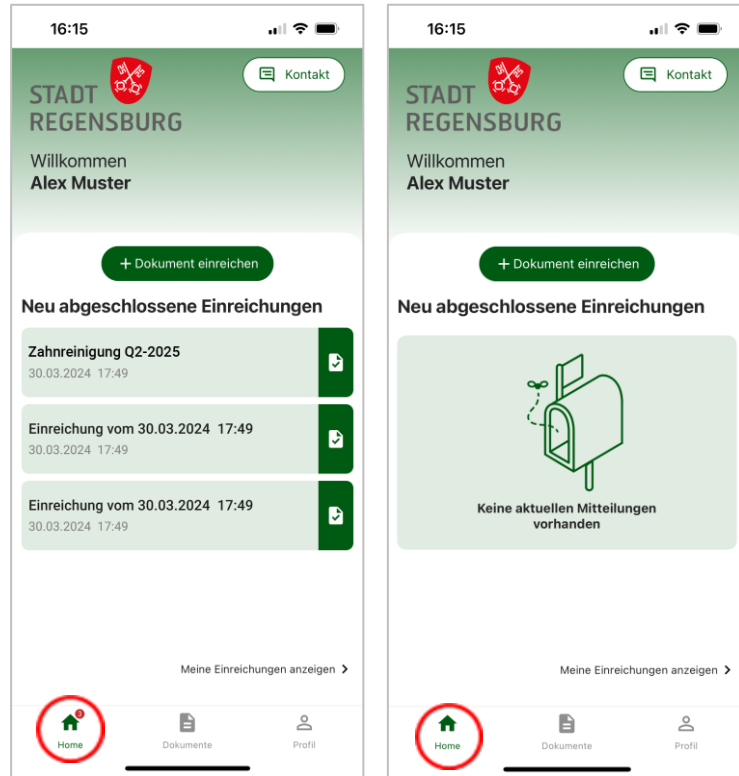 16:15
STADT
REGENSBURG
Kontakt
Willkommen
Alex Muster
+ Dokument einreichen
Neu abgeschlossene Einreichungen
Zahnreinigung Q2-2025
30.03.2024 17:49
Einreichung vom 30.03.2024 17:49
30.03.2024 17:49
Einreichung vom 30.03.2024 17:49
30.03.2024 17:49
Meine Einreichungen anzeigen >
3
Home
Dokumente
Profil
16:15
STADT
REGENSBURG
Kontakt
Willkommen
Alex Muster
+ Dokument einreichen
Neu abgeschlossene Einreichungen
Keine aktuellen Mitteilungen
vorhanden
Meine Einreichungen anzeigen >
Home
Dokumente
Profil